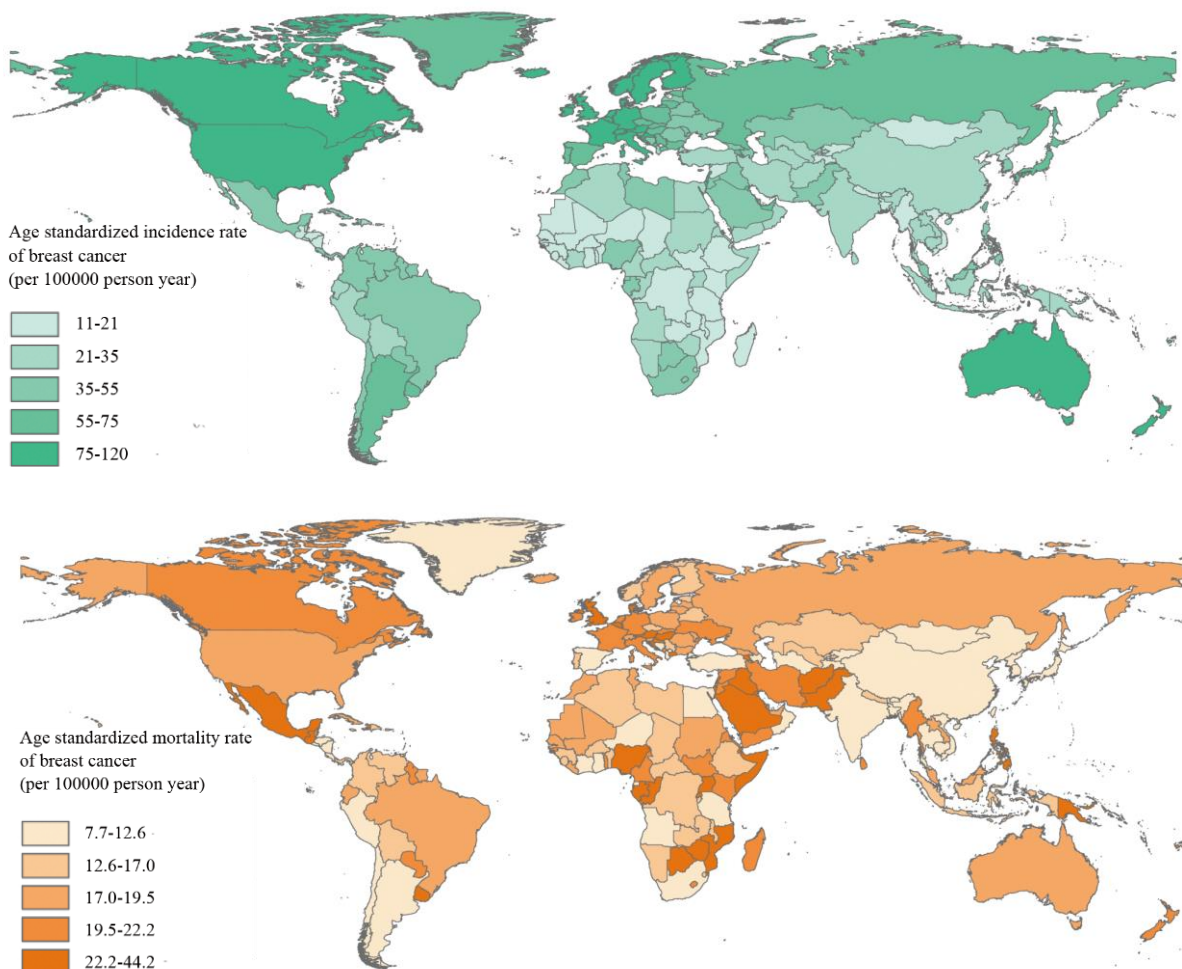 Age standardized incidence rate
of breast cancer
(per 100000 person year)
11-21
21-35
35-55
55-75
75-120
Age standardized mortality rate
of breast cancer
(per 100000 person year)
7.7-12.6
12.6-17.0
17.0-19.5
19.5-22.2
22.2-44.2